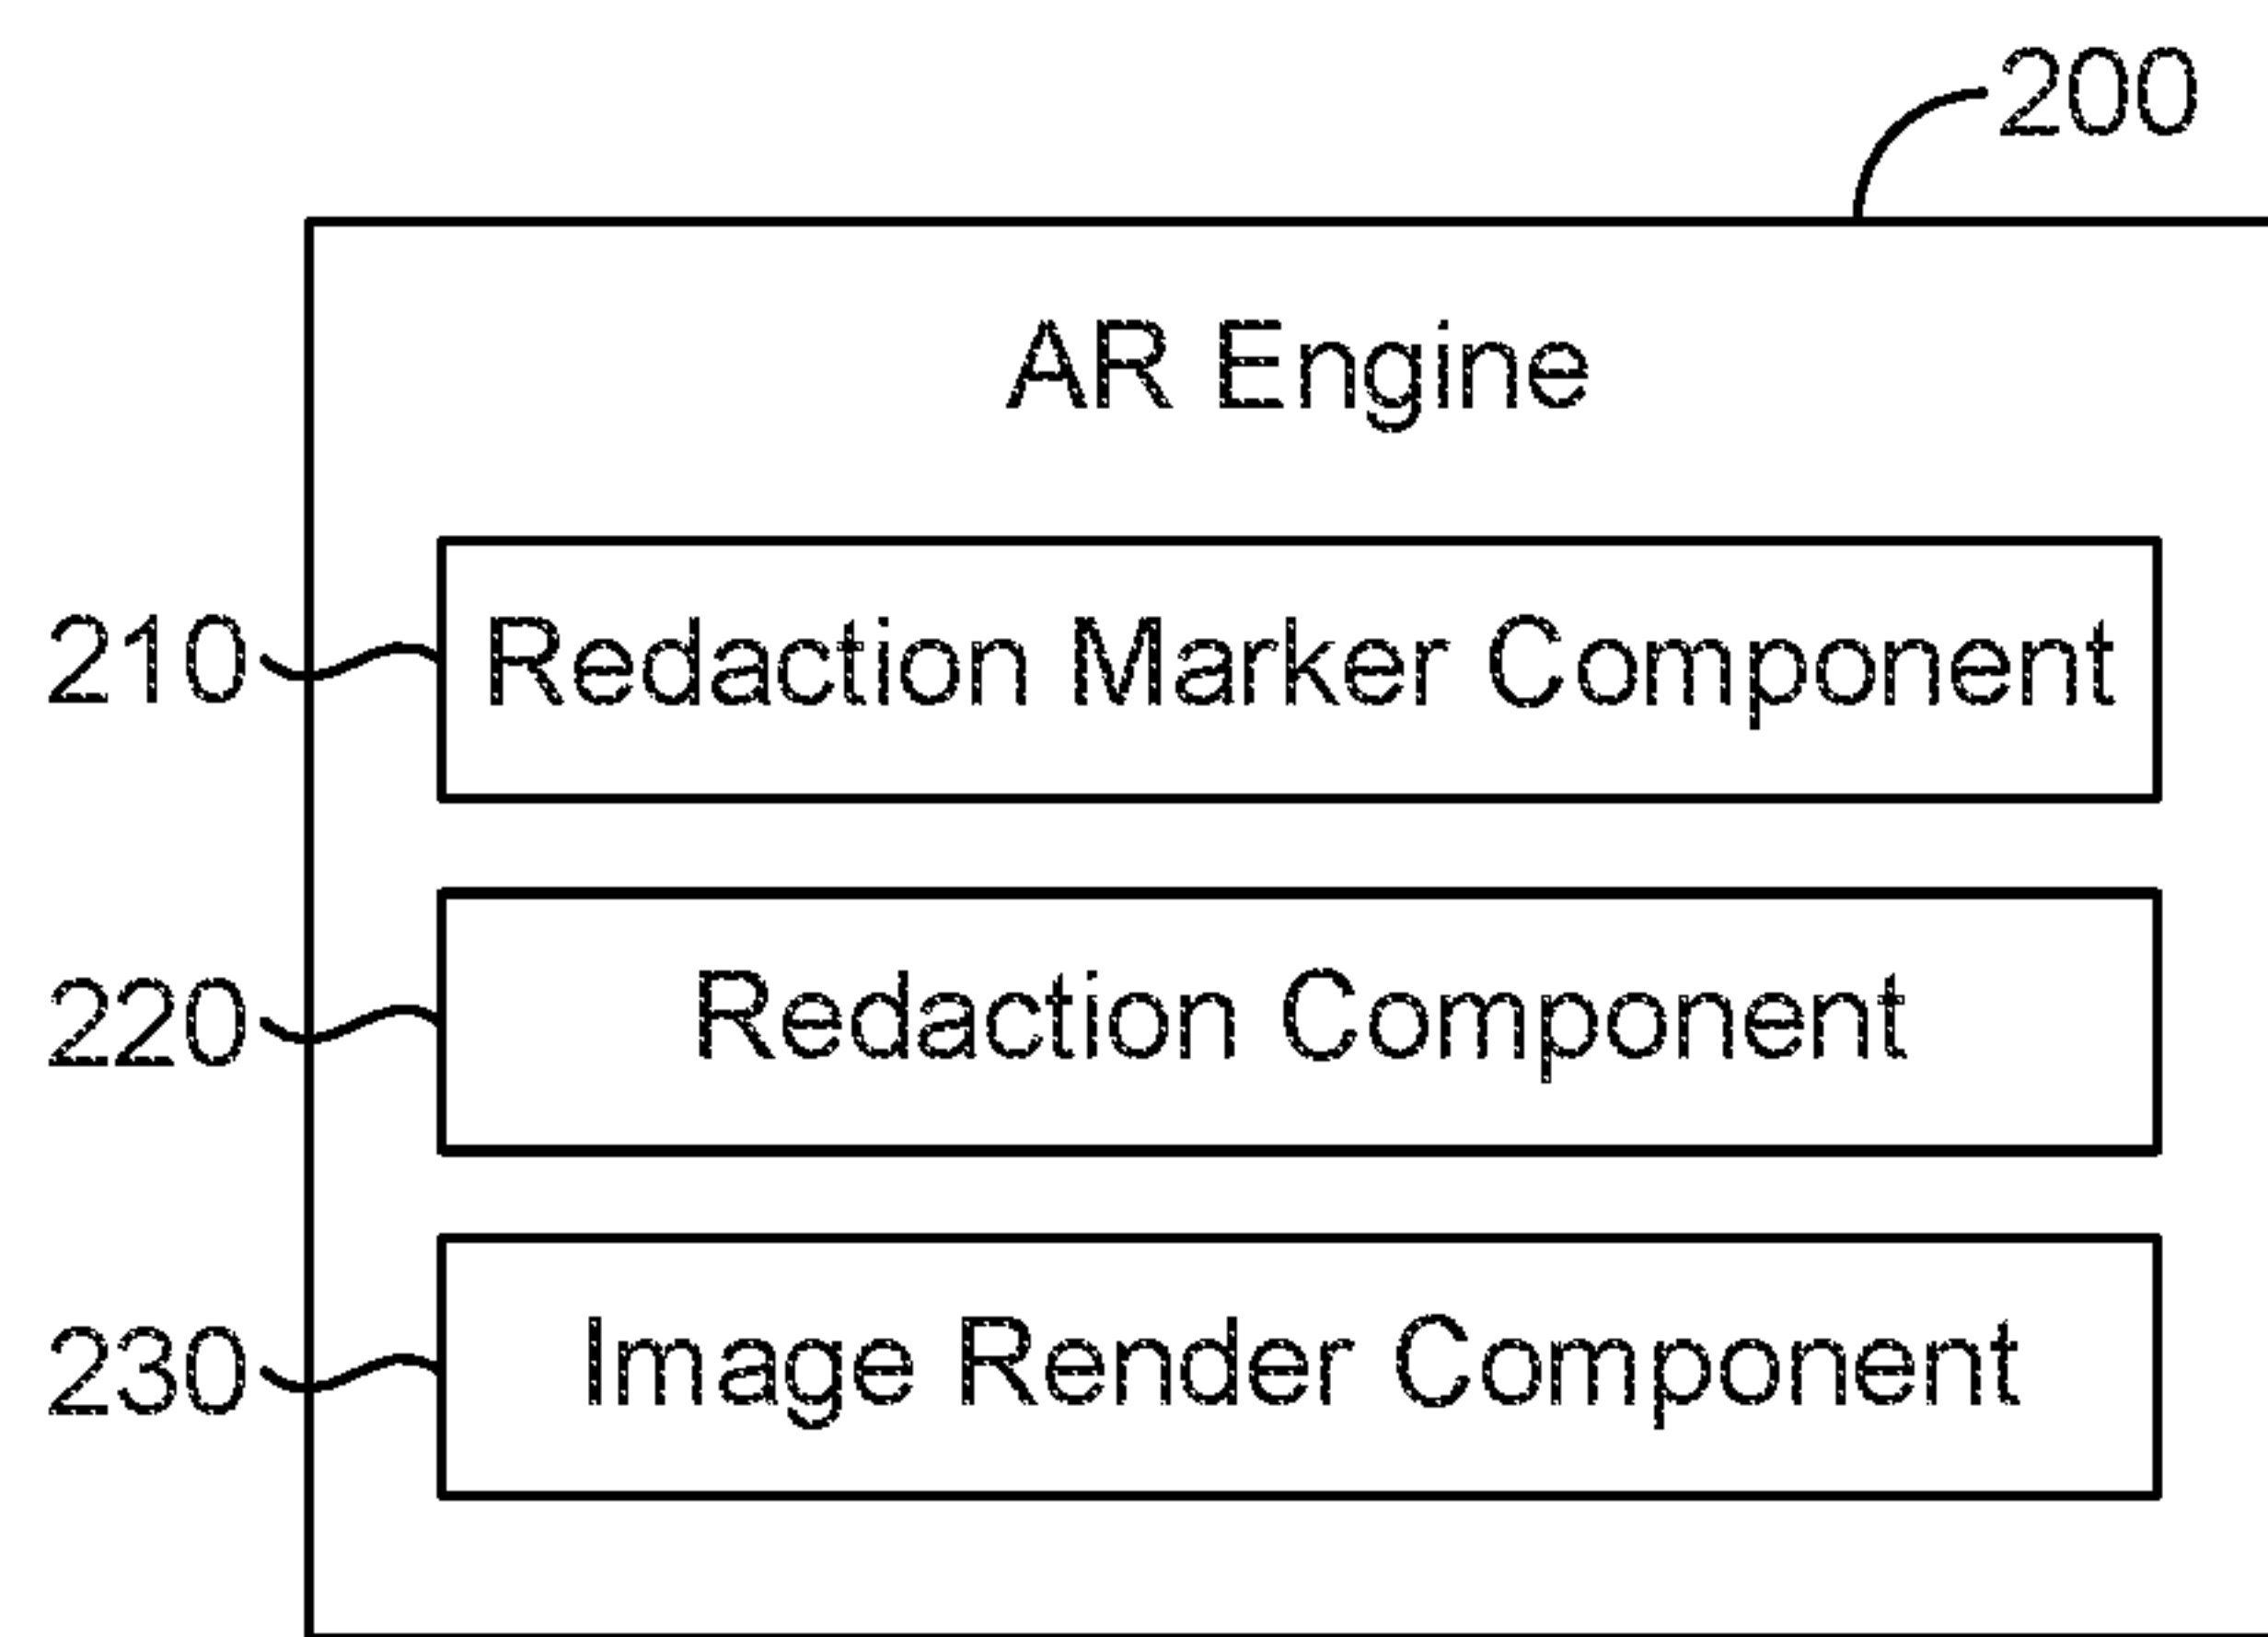 200
AR Engine
210 Redaction Marker Component
220 Redaction Component
230 Image Render Component